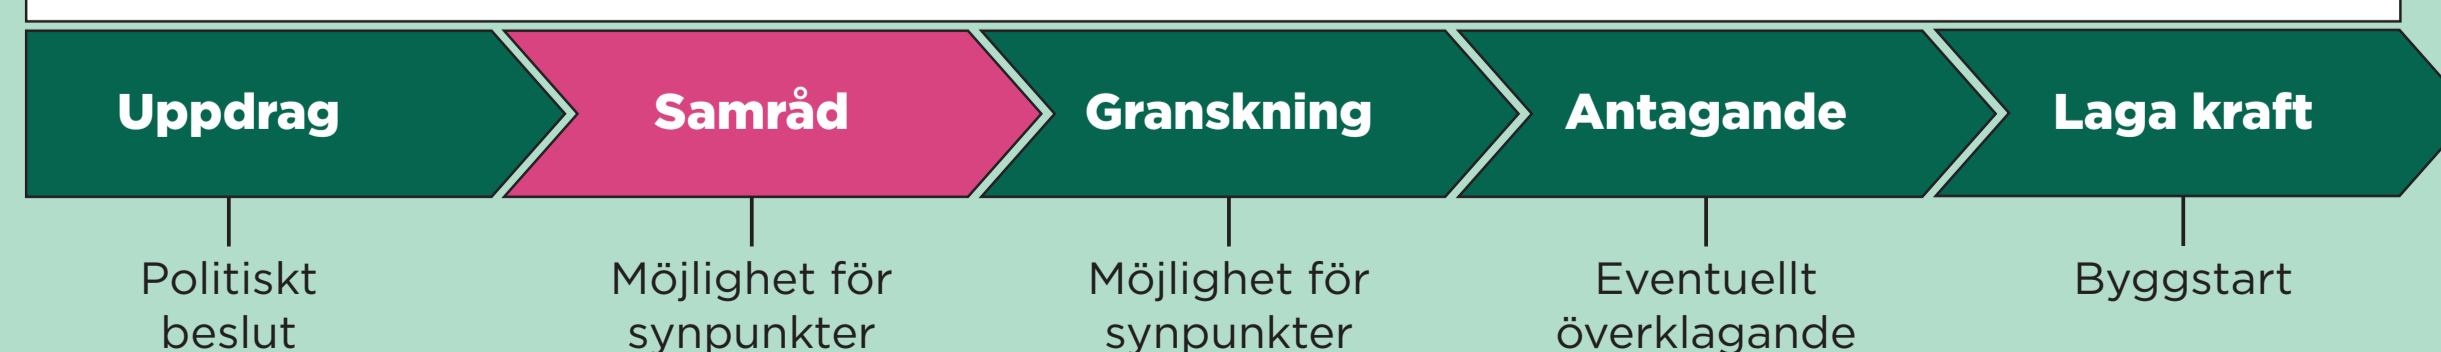 Uppdrag
Samråd
Granskning
Antagande
Laga kraft
Politiskt
beslut
Möjlighet för
synpunkter
Möjlighet för
synpunkter
Eventuellt
överklagande
Byggstart